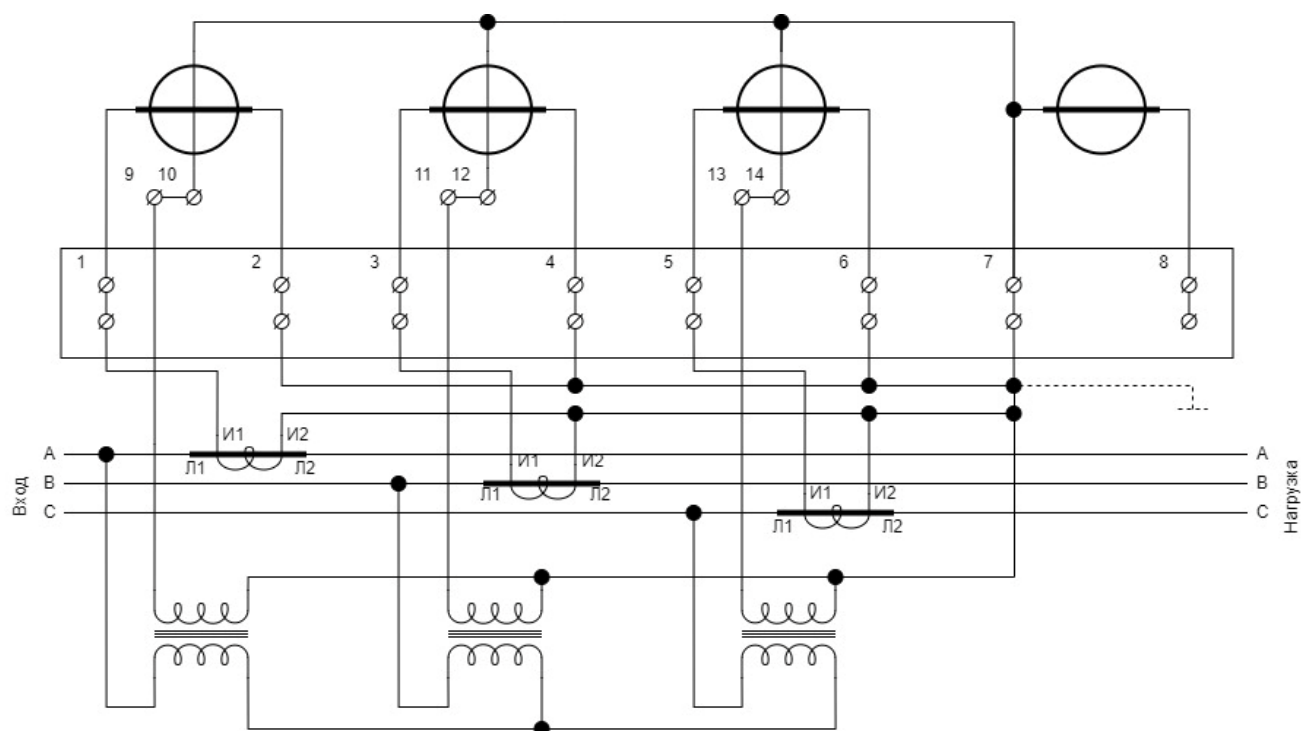 9 10
11 12
13 14
1 2 3 4 5 6 7 8
И1 И2
A A
Л1 Л2
И1 И2
B B
Л1 Л2
И1 И2
C C
Л1 Л2
Вход
Нагрузка